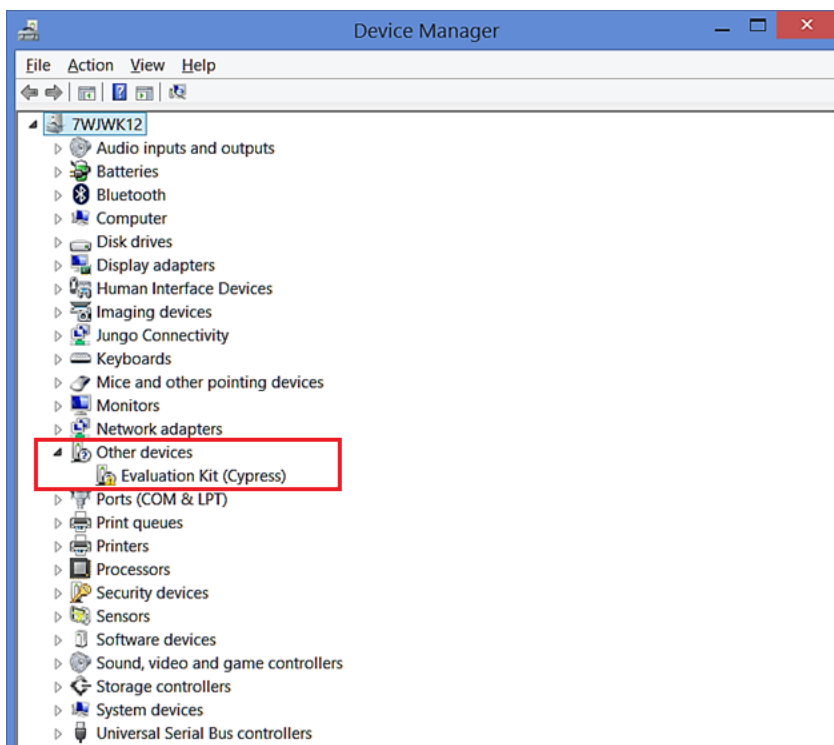 Device Manager
File Action View Help
7WJWK12
Audio inputs and outputs
Batteries
Bluetooth
Computer
Disk drives
Display adapters
Human Interface Devices
Imaging devices
Jungo Connectivity
Keyboards
Mice and other pointing devices
Monitors
Network adapters
Other devices
Evaluation Kit (Cypress)
Ports (COM & LPT)
Print queues
Printers
Processors
Security devices
Sensors
Software devices
Sound, video and game controllers
Storage controllers
System devices
Universal Serial Bus controllers